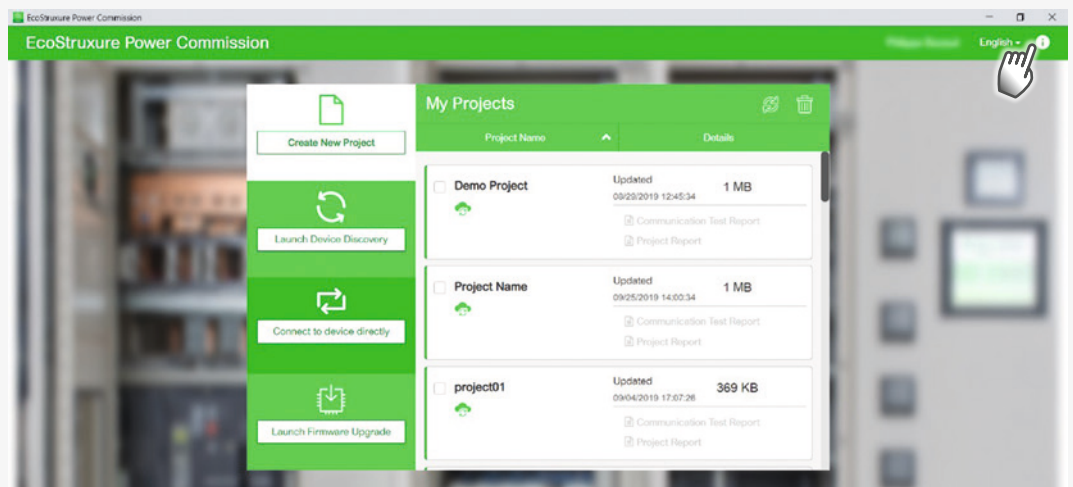 EcoStruxure Power Commission
EcoStruxure Power Commission
English
i
Create New Project
Launch Device Discovery
Connect to device directly
Launch Firmware Upgrade
My Projects
Project Name
Details
Demo Project
Updated
08/29/2019 12:45:34
1 MB
Communication Test Report
Project Report
Project Name
Updated
09/25/2019 14:00:34
1 MB
Communication Test Report
Project Report
project01
Updated
09/04/2019 17:07:26
369 KB
Communication Test Report
Project Report